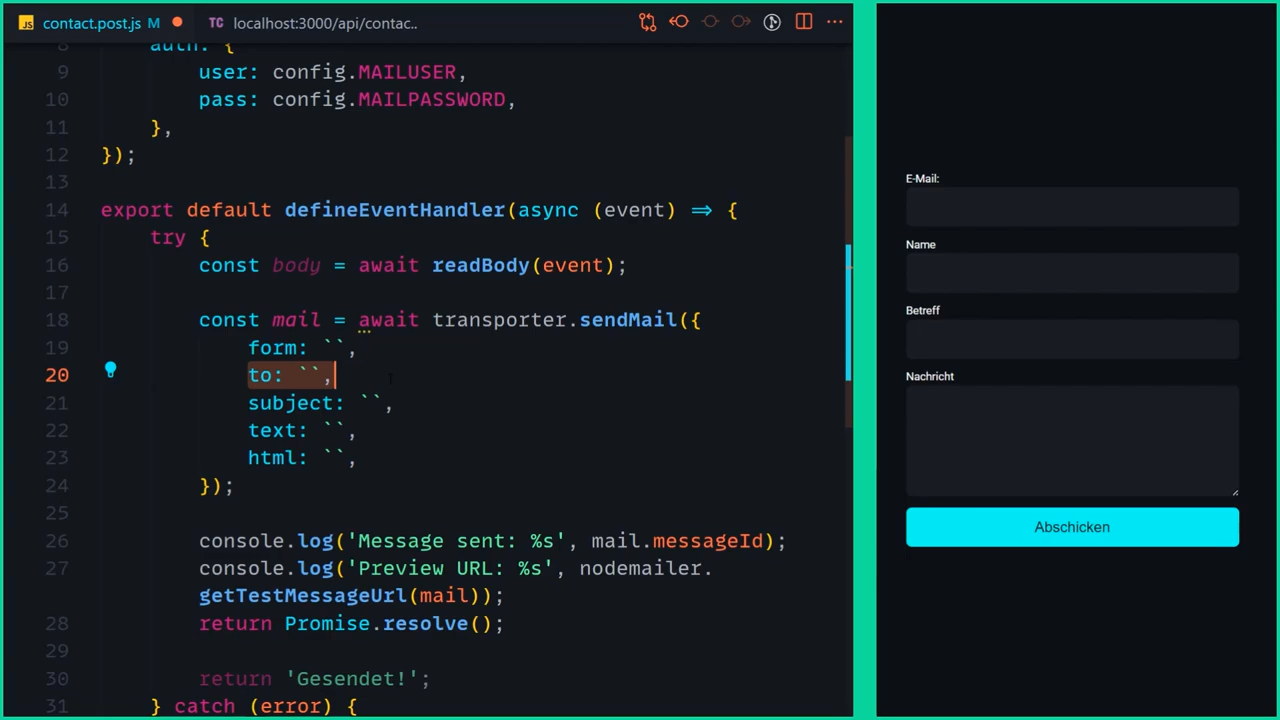 JS contact.post.js M TC localhost:3000/api/contac..
8 auth: {
9 user: config.MAILUSER,
10 pass: config.MAILPASSWORD,
11 },
12 });
13
14 export default defineEventHandler(async (event) ⇒ {
15 try {
16 const body = await readBody(event);
17
18 const mail = await transporter.sendMail({
19 form: ``,
20 to: ``,
21 subject: ``,
22 text: ``,
23 html: ``,
24 });
25
26 console.log('Message sent: %s', mail.messageId);
27 console.log('Preview URL: %s', nodemailer.
getTestMessageUrl(mail));
28 return Promise.resolve();
29
30 return 'Gesendet!';
31 } catch (error) {
E-Mail:
Name
Betreff
Nachricht
Abschicken